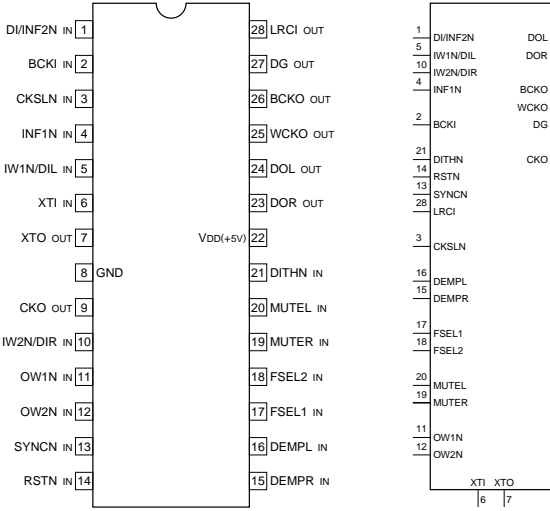 DI/INF2N IN 1
BCKI IN 2
CKSLN IN 3
INF1N IN 4
IW1N/DIL IN 5
XTI IN 6
XTO OUT 7
8 GND
CKO OUT 9
IW2N/DIR IN 10
OW1N IN 11
OW2N IN 12
SYNCN IN 13
RSTN IN 14
28 LRCI OUT
27 DG OUT
26 BCKO OUT
25 WCKO OUT
24 DOL OUT
23 DOR OUT
VDD(+5V) 22
21 DITHN IN
20 MUTEL IN
19 MUTER IN
18 FSEL2 IN
17 FSEL1 IN
16 DEMPL IN
15 DEMPR IN
1 DI/INF2N DOL
5 IW1N/DIL DOR
10 IW2N/DIR
4 INF1N BCKO
WCKO
2 BCKI DG
21 DITHN CKO
14 RSTN
13 SYNCN
28 LRCI
3 CKSLN
16 DEMPL
15 DEMPR
17 FSEL1
18 FSEL2
20 MUTEL
19 MUTER
11 OW1N
12 OW2N
XTI XTO
6 7